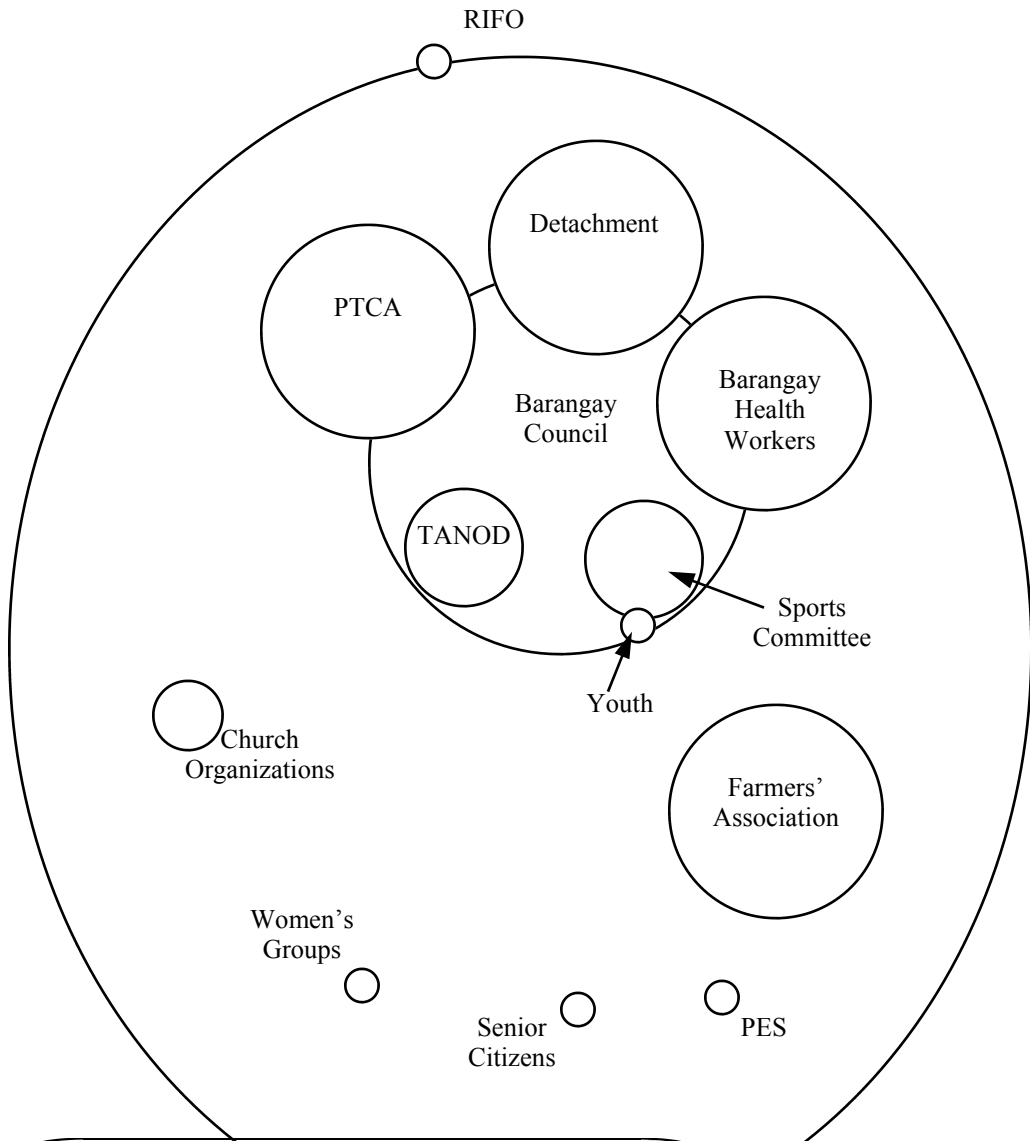 RIFO
Detachment
PTCA
Barangay
Health
Workers
Barangay
Council
TANOD
Sports
Committee
Youth
Church
Organizations
Farmers’
Association
Women’s
Groups
Senior
Citizens
PES